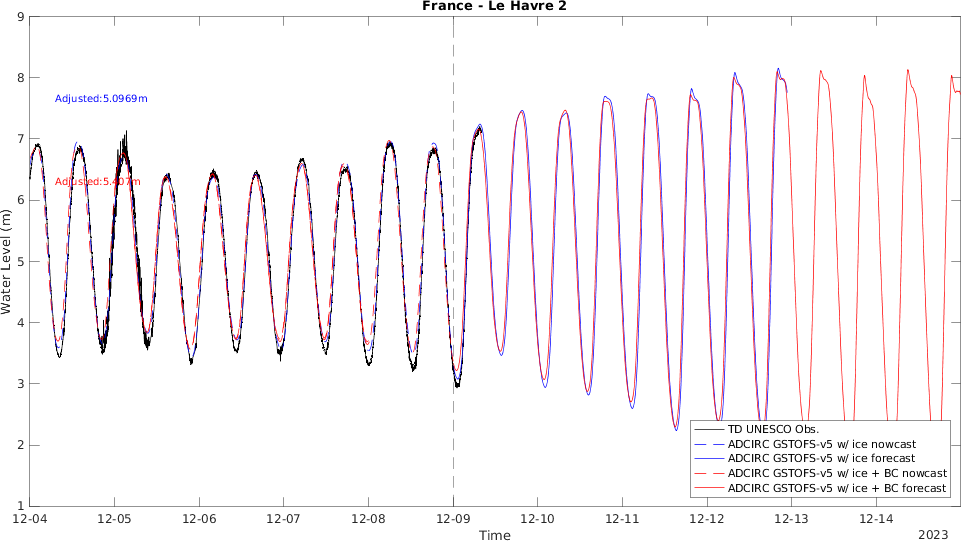 France - Le Havre 2
9
8
7
6
5
4
3
2
1
Water Level (m)
Adjusted:5.0969m
Adjusted:5.407m
TD UNESCO Obs.
ADCIRC GSTOFS-v5 w/ ice nowcast
ADCIRC GSTOFS-v5 w/ ice forecast
ADCIRC GSTOFS-v5 w/ ice + BC nowcast
ADCIRC GSTOFS-v5 w/ ice + BC forecast
12-04 12-05 12-06 12-07 12-08 12-09 12-10 12-11 12-12 12-13 12-14
Time
2023